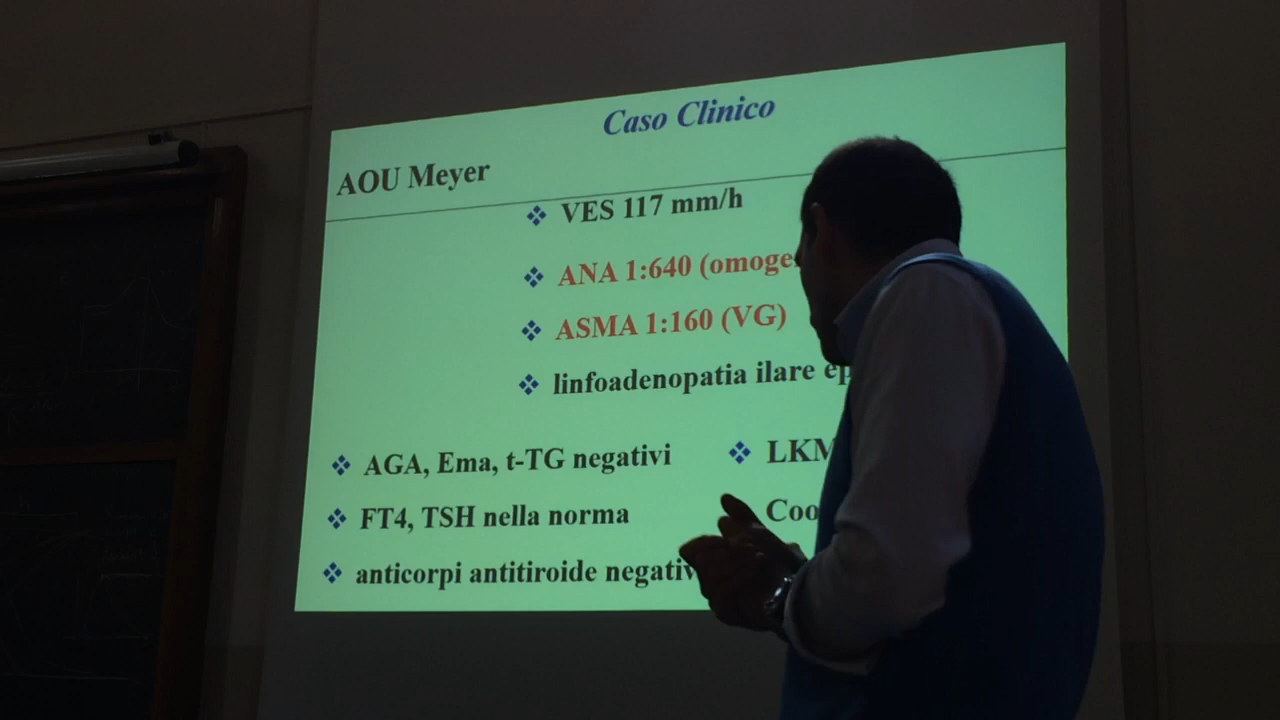 Caso Clinico
AOU Meyer
VES 117 mm/h
ANA 1:640 (omoge
ASMA 1:160 (VG)
linfoadenopatia ilare ep
AGA, Ema, t-TG negativi
LKM
FT4, TSH nella norma
Coo
anticorpi antitiroide negativ